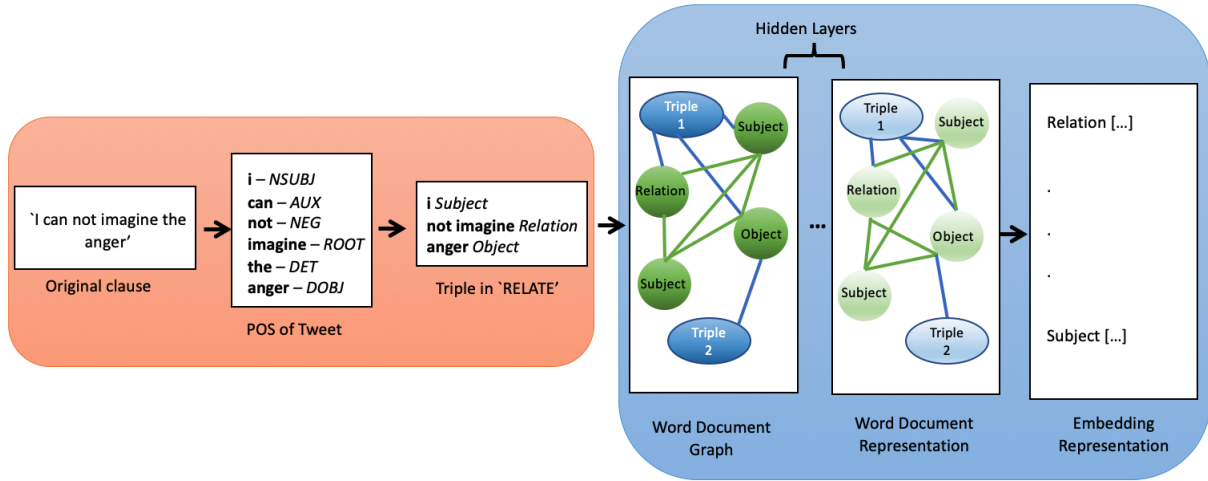 `I can not imagine the
anger’
Original clause
i – NSUBJ
can – AUX
not – NEG
imagine – ROOT
the – DET
anger – DOBJ
POS of Tweet
i Subject
not imagine Relation
anger Object
Triple in `RELATE’
Hidden Layers
Triple
1
Subject
Relation
Object
Subject
Triple
2
Word Document
Graph
...
Triple
1
Subject
Relation
Object
Subject
Triple
2
Word Document
Representation
Relation [...]
.
.
.
Subject [...]
Embedding
Representation